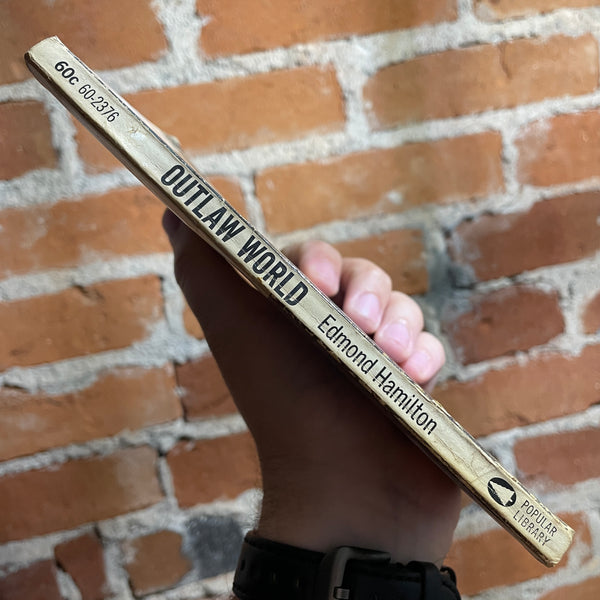 60c 60-2376
OUTLAW WORLD
Edmond Hamilton
POPULAR
LIBRARY